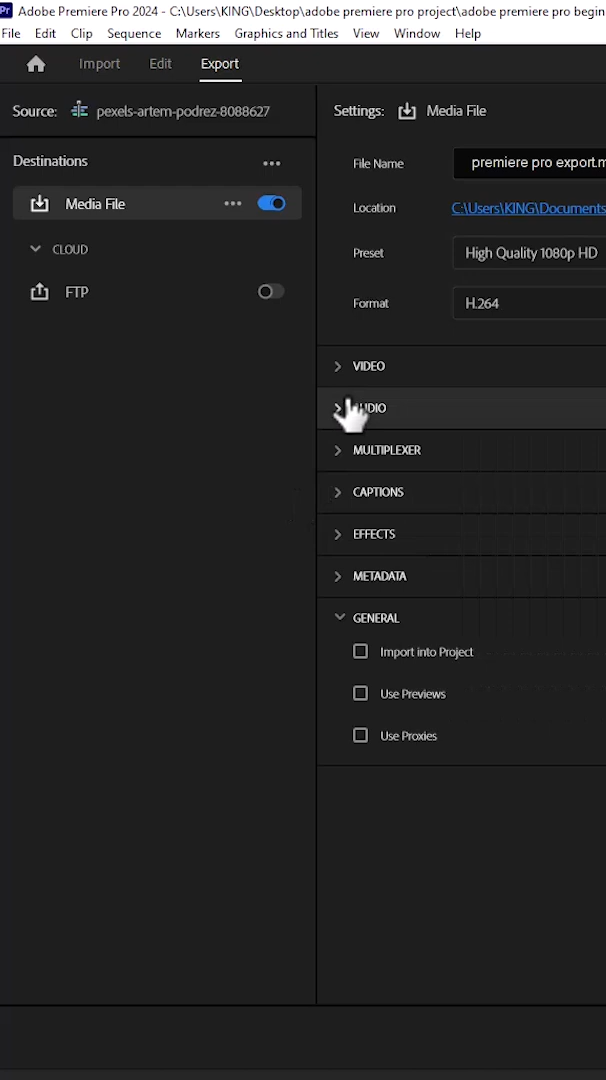 Pr Adobe Premiere Pro 2024 - C:\Users\KING\Desktop\adobe premiere pro project\adobe premiere pro begin
File Edit Clip Sequence Markers Graphics and Titles View Window Help
Import Edit Export
Source: pexels-artem-podrez-8088627
Settings: Media File
Destinations
File Name premiere pro export.m
Media File
Location C:\Users\KING\Documents
CLOUD
Preset High Quality 1080p HD
FTP
Format H.264
VIDEO
AUDIO
MULTIPLEXER
CAPTIONS
EFFECTS
METADATA
GENERAL
Import into Project
Use Previews
Use Proxies